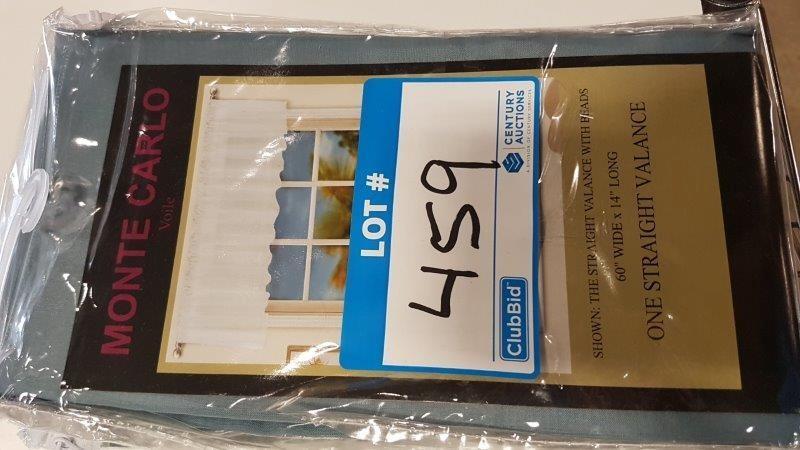 MONTE CARLO
Voile
LOT #
459
ClubBid
CENTURY
AUCTIONS
SHOWN: THE STRAIGHT VALANCE WITH BEADS
60" WIDE x 14" LONG
ONE STRAIGHT VALANCE